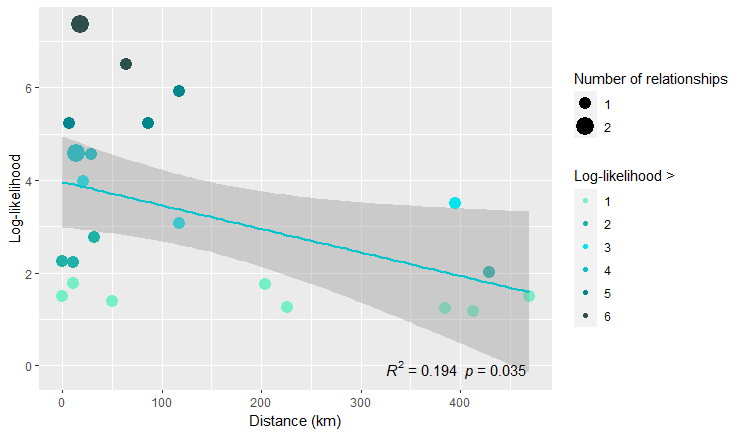 Number of relationships
1
2
Log-likelihood >
1
2
3
4
5
6
Log-likelihood
6
4
2
0
R² = 0.194 p = 0.035
0 100 200 300 400
Distance (km)